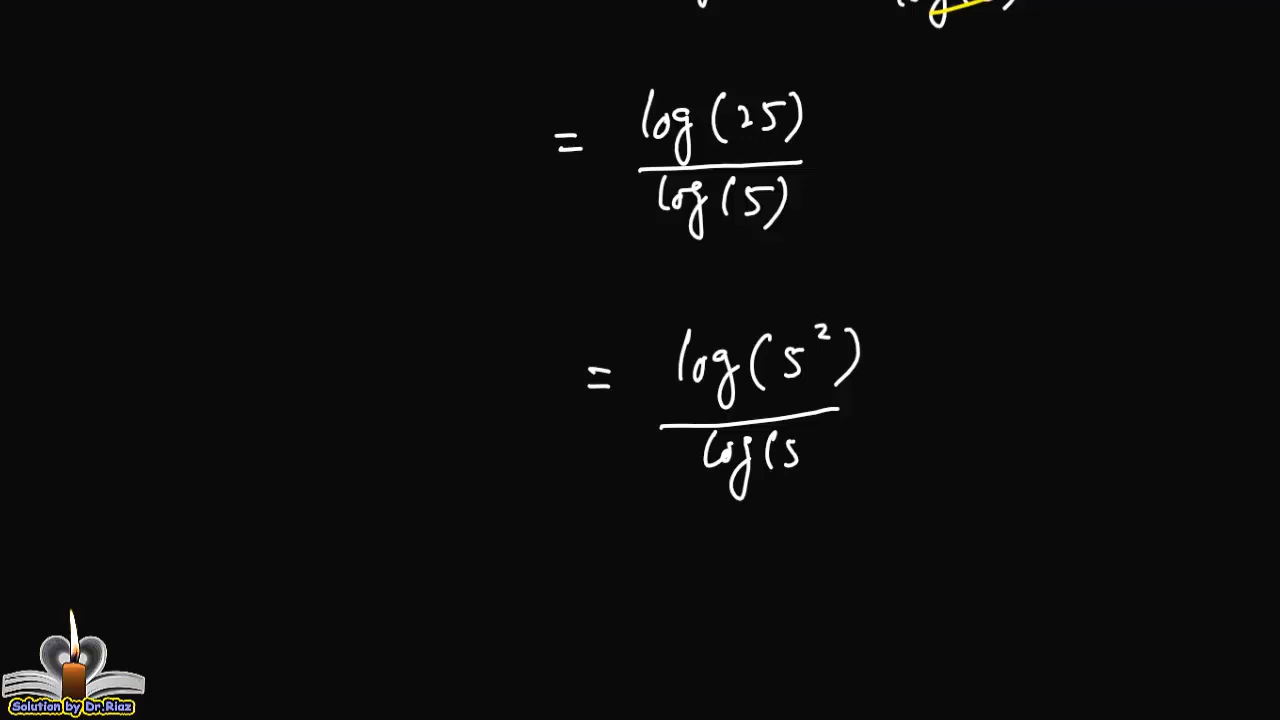 = log(25)
log(5)
= log(5²)
log(5
Solution by Dr.Riaz